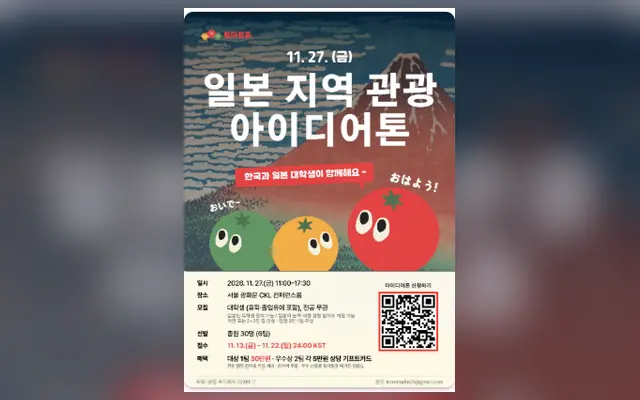 11. 27. (금)
일본 지역 관광
아이디어톤
한국과 일본 대학생이 함께해요 ~
おはよう!
おいで~
아이디어톤 신청하기
일시 2026. 11. 27.(금) 11:00~17:30
장소 서울 광화문 CKL 컨퍼런스룸
모집 대학생 (휴학·졸업유예 포함), 전공 무관
선발 총원 30명 (6팀)
접수 11. 13.(금) ~ 11. 22.(일) 24:00 KST
혜택 대상 1팀 30만원 · 우수상 2팀 각 5만원 상당 기프트카드